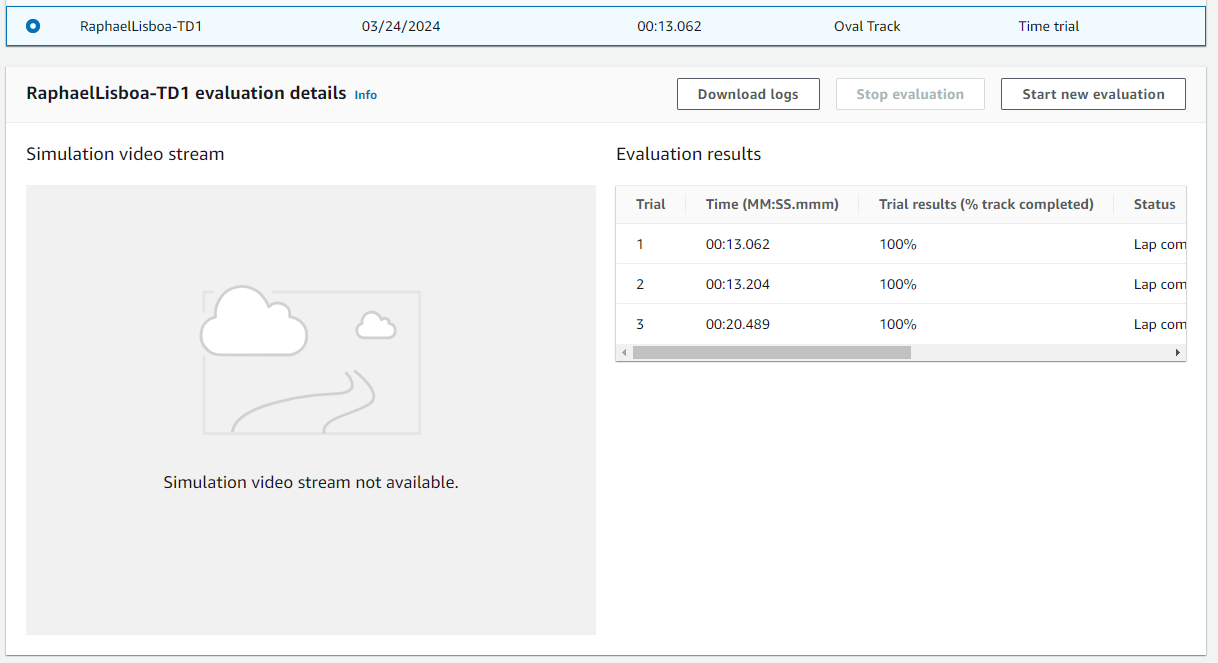 RaphaelLisboa-TD1 03/24/2024 00:13.062 Oval Track Time trial
RaphaelLisboa-TD1 evaluation details Info Download logs Stop evaluation Start new evaluation
Simulation video stream
Simulation video stream not available.
Evaluation results
Trial Time (MM:SS.mmm) Trial results (% track completed) Status
1 00:13.062 100% Lap com
2 00:13.204 100% Lap com
3 00:20.489 100% Lap com